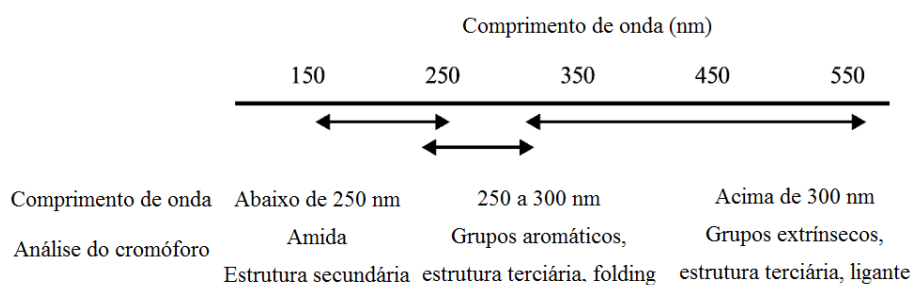 Comprimento de onda (nm)
150 250 350 450 550
Comprimento de onda Abaixo de 250 nm 250 a 300 nm Acima de 300 nm
Análise do cromóforo Amida Grupos aromáticos, Grupos extrínsecos,
Estrutura secundária estrutura terciária, folding estrutura terciária, ligante